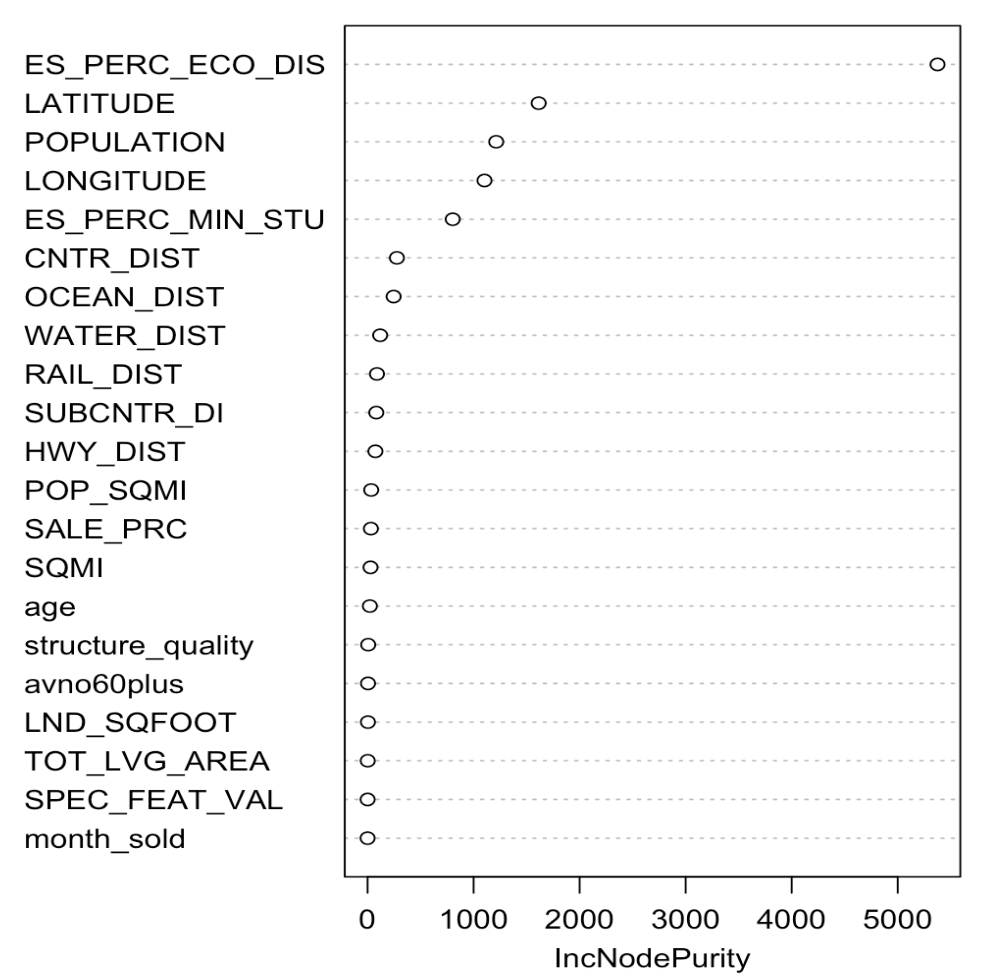 ES_PERC_ECO_DIS
LATITUDE
POPULATION
LONGITUDE
ES_PERC_MIN_STU
CNTR_DIST
OCEAN_DIST
WATER_DIST
RAIL_DIST
SUBCNTR_DI
HWY_DIST
POP_SQMI
SALE_PRC
SQMI
age
structure_quality
avno60plus
LND_SQFOOT
TOT_LVG_AREA
SPEC_FEAT_VAL
month_sold
0 1000 2000 3000 4000 5000
IncNodePurity